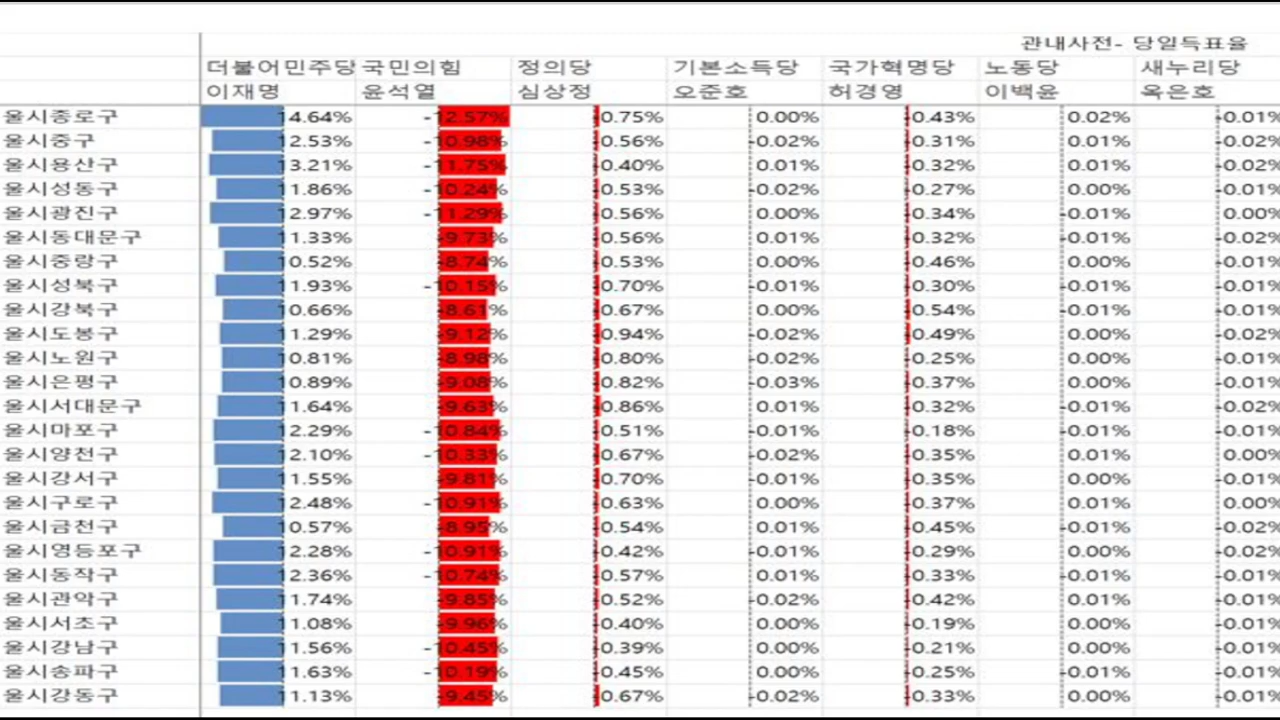 관내사전- 당일득표율
더불어민주당 국민의힘 정의당 기본소득당 국가혁명당 노동당 새누리당
이재명 윤석열 심상정 오준호 허경영 이백윤 옥은호
울시종로구 14.64% -12.57% -0.75% 0.00% -0.43% 0.02% -0.01%
울시중구 12.53% -10.98% -0.56% -0.02% -0.31% 0.01% -0.02%
울시용산구 13.21% -11.75% -0.40% 0.01% -0.32% 0.01% -0.02%
울시성동구 11.86% -10.24% -0.53% -0.02% -0.27% 0.00% -0.01%
울시광진구 12.97% -11.29% -0.56% 0.00% -0.34% -0.01% 0.00%
울시동대문구 11.33% -9.73% -0.56% 0.01% -0.32% -0.01% -0.02%
울시중랑구 10.52% -8.74% -0.53% 0.00% -0.46% -0.01% -0.01%
울시성북구 11.93% -10.15% -0.70% 0.01% -0.30% -0.01% -0.01%
울시강북구 10.66% -8.61% -0.67% 0.00% -0.54% -0.01% -0.01%
울시도봉구 11.29% -9.12% -0.94% -0.02% -0.49% 0.00% -0.02%
울시노원구 10.81% -8.98% -0.80% -0.02% -0.25% 0.01% -0.01%
울시은평구 10.89% -9.08% -0.82% -0.03% -0.37% 0.00% -0.01%
울시서대문구 11.64% -9.63% -0.86% 0.01% -0.32% -0.01% -0.02%
울시마포구 12.29% -10.84% -0.51% 0.01% -0.18% -0.01% -0.01%
울시양천구 12.10% -10.33% -0.67% -0.02% -0.35% 0.01% 0.00%
울시강서구 11.55% -9.81% -0.70% -0.01% -0.35% 0.00% -0.01%
울시구로구 12.48% -10.91% -0.63% 0.00% -0.37% 0.01% 0.00%
울시금천구 10.57% -8.95% -0.54% 0.01% -0.45% -0.01% -0.02%
울시영등포구 12.28% -10.91% -0.42% -0.01% -0.29% 0.00% -0.02%
울시동작구 12.36% -10.74% -0.57% 0.01% -0.33% -0.01% -0.01%
울시관악구 11.74% -9.85% -0.52% -0.02% -0.42% 0.00% -0.01%
울시서초구 11.08% -9.96% -0.40% 0.00% -0.19% 0.00% -0.01%
울시강남구 11.56% -10.45% -0.39% 0.00% -0.21% 0.00% -0.01%
울시송파구 11.63% -10.19% -0.45% 0.00% -0.25% -0.01% -0.01%
울시강동구 11.13% -9.45% -0.67% -0.02% -0.33% 0.00% -0.01%